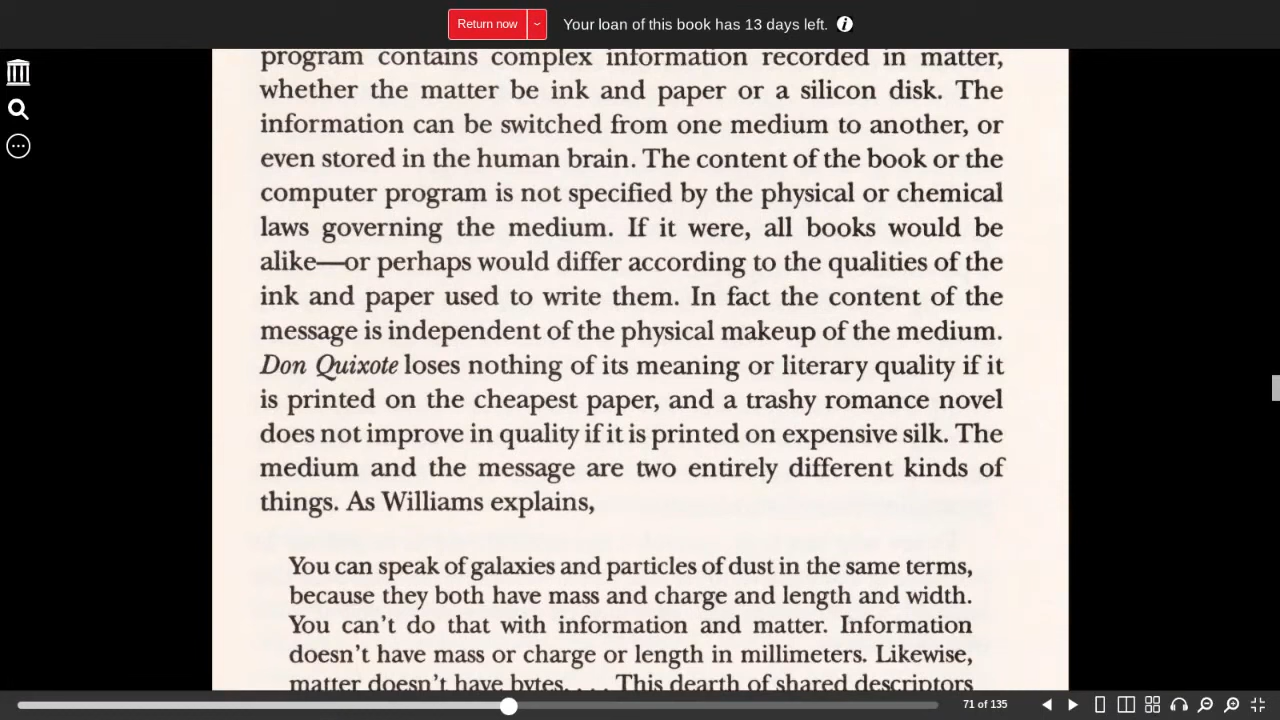 Return now
Your loan of this book has 13 days left.
program contains complex information recorded in matter,
whether the matter be ink and paper or a silicon disk. The
information can be switched from one medium to another, or
even stored in the human brain. The content of the book or the
computer program is not specified by the physical or chemical
laws governing the medium. If it were, all books would be
alike—or perhaps would differ according to the qualities of the
ink and paper used to write them. In fact the content of the
message is independent of the physical makeup of the medium.
Don Quixote loses nothing of its meaning or literary quality if it
is printed on the cheapest paper, and a trashy romance novel
does not improve in quality if it is printed on expensive silk. The
medium and the message are two entirely different kinds of
things. As Williams explains,
You can speak of galaxies and particles of dust in the same terms,
because they both have mass and charge and length and width.
You can't do that with information and matter. Information
doesn't have mass or charge or length in millimeters. Likewise,
matter doesn't have bytes. . . . This dearth of shared descriptors
71 of 135